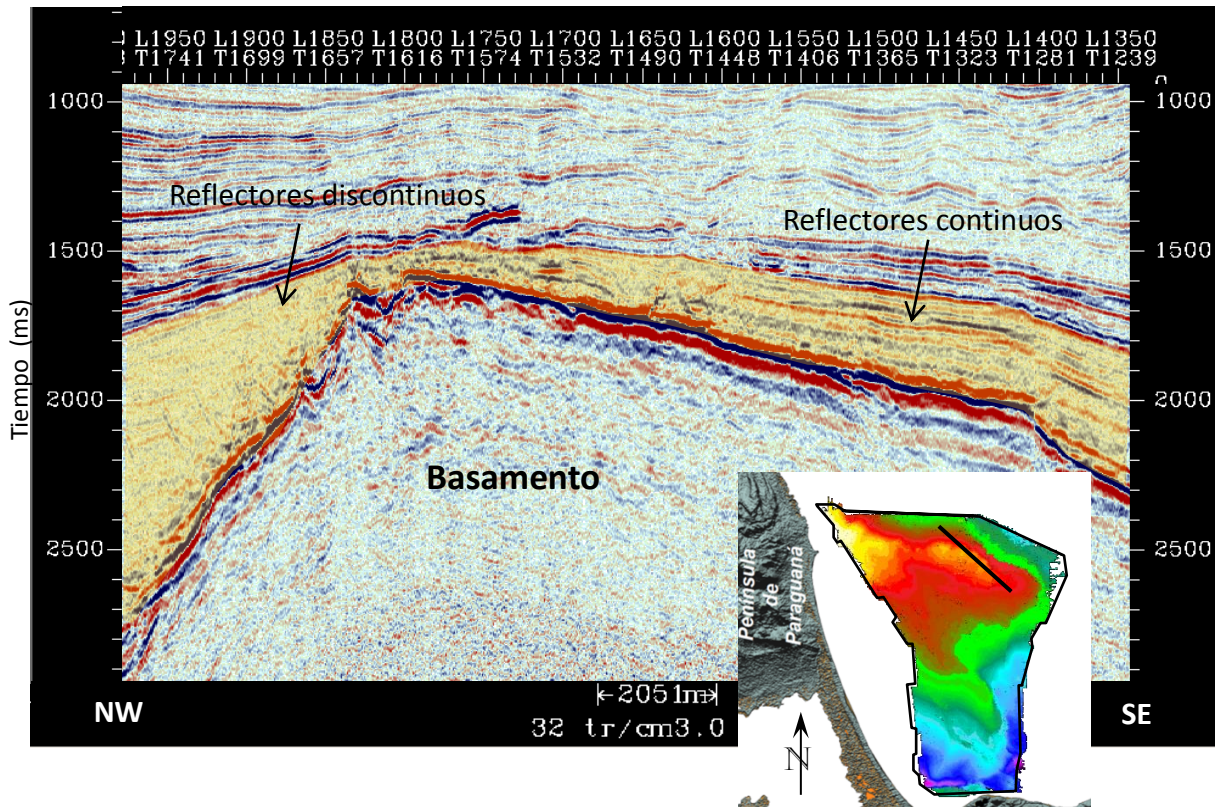 L1950 L1900 L1850 L1800 L1750 L1700 L1650 L1600 L1550 L1500 L1450 L1400 L1350
T1741 T1699 T1657 T1616 T1574 T1532 T1490 T1448 T1406 T1365 T1323 T1281 T1239
1000
1000
Reflectores discontinuos
Reflectores continuos
1500
1500
Tiempo (ms)
2000
2000
Basamento
2500
2500
Península
de
Paraguaná
2051m
NW
SE
32 tr/cm3.0
N